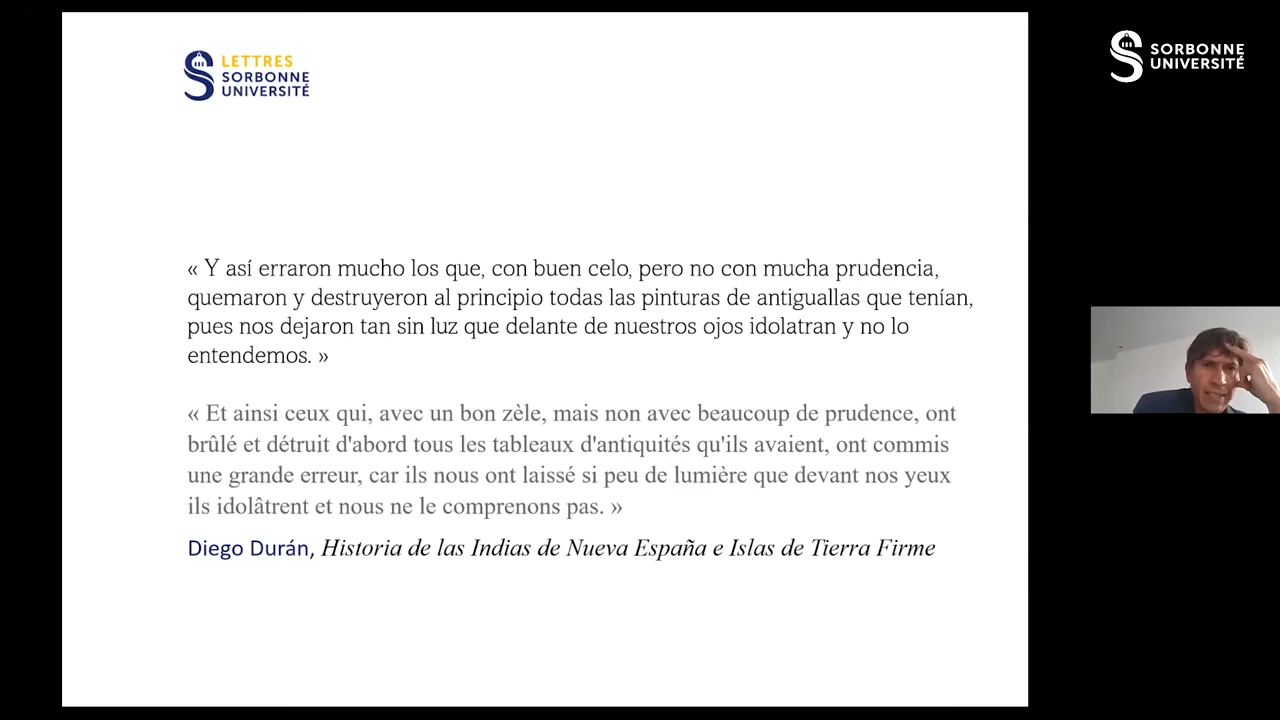 LETTRES
SORBONNE
UNIVERSITÉ
SORBONNE
UNIVERSITÉ
« Y así erraron mucho los que, con buen celo, pero no con mucha prudencia,
quemaron y destruyeron al principio todas las pinturas de antiguallas que tenían,
pues nos dejaron tan sin luz que delante de nuestros ojos idolatran y no lo
entendemos. »
« Et ainsi ceux qui, avec un bon zèle, mais non avec beaucoup de prudence, ont
brûlé et détruit d'abord tous les tableaux d'antiquités qu'ils avaient, ont commis
une grande erreur, car ils nous ont laissé si peu de lumière que devant nos yeux
ils idolâtrent et nous ne le comprenons pas. »
Diego Durán, Historia de las Indias de Nueva España e Islas de Tierra Firme